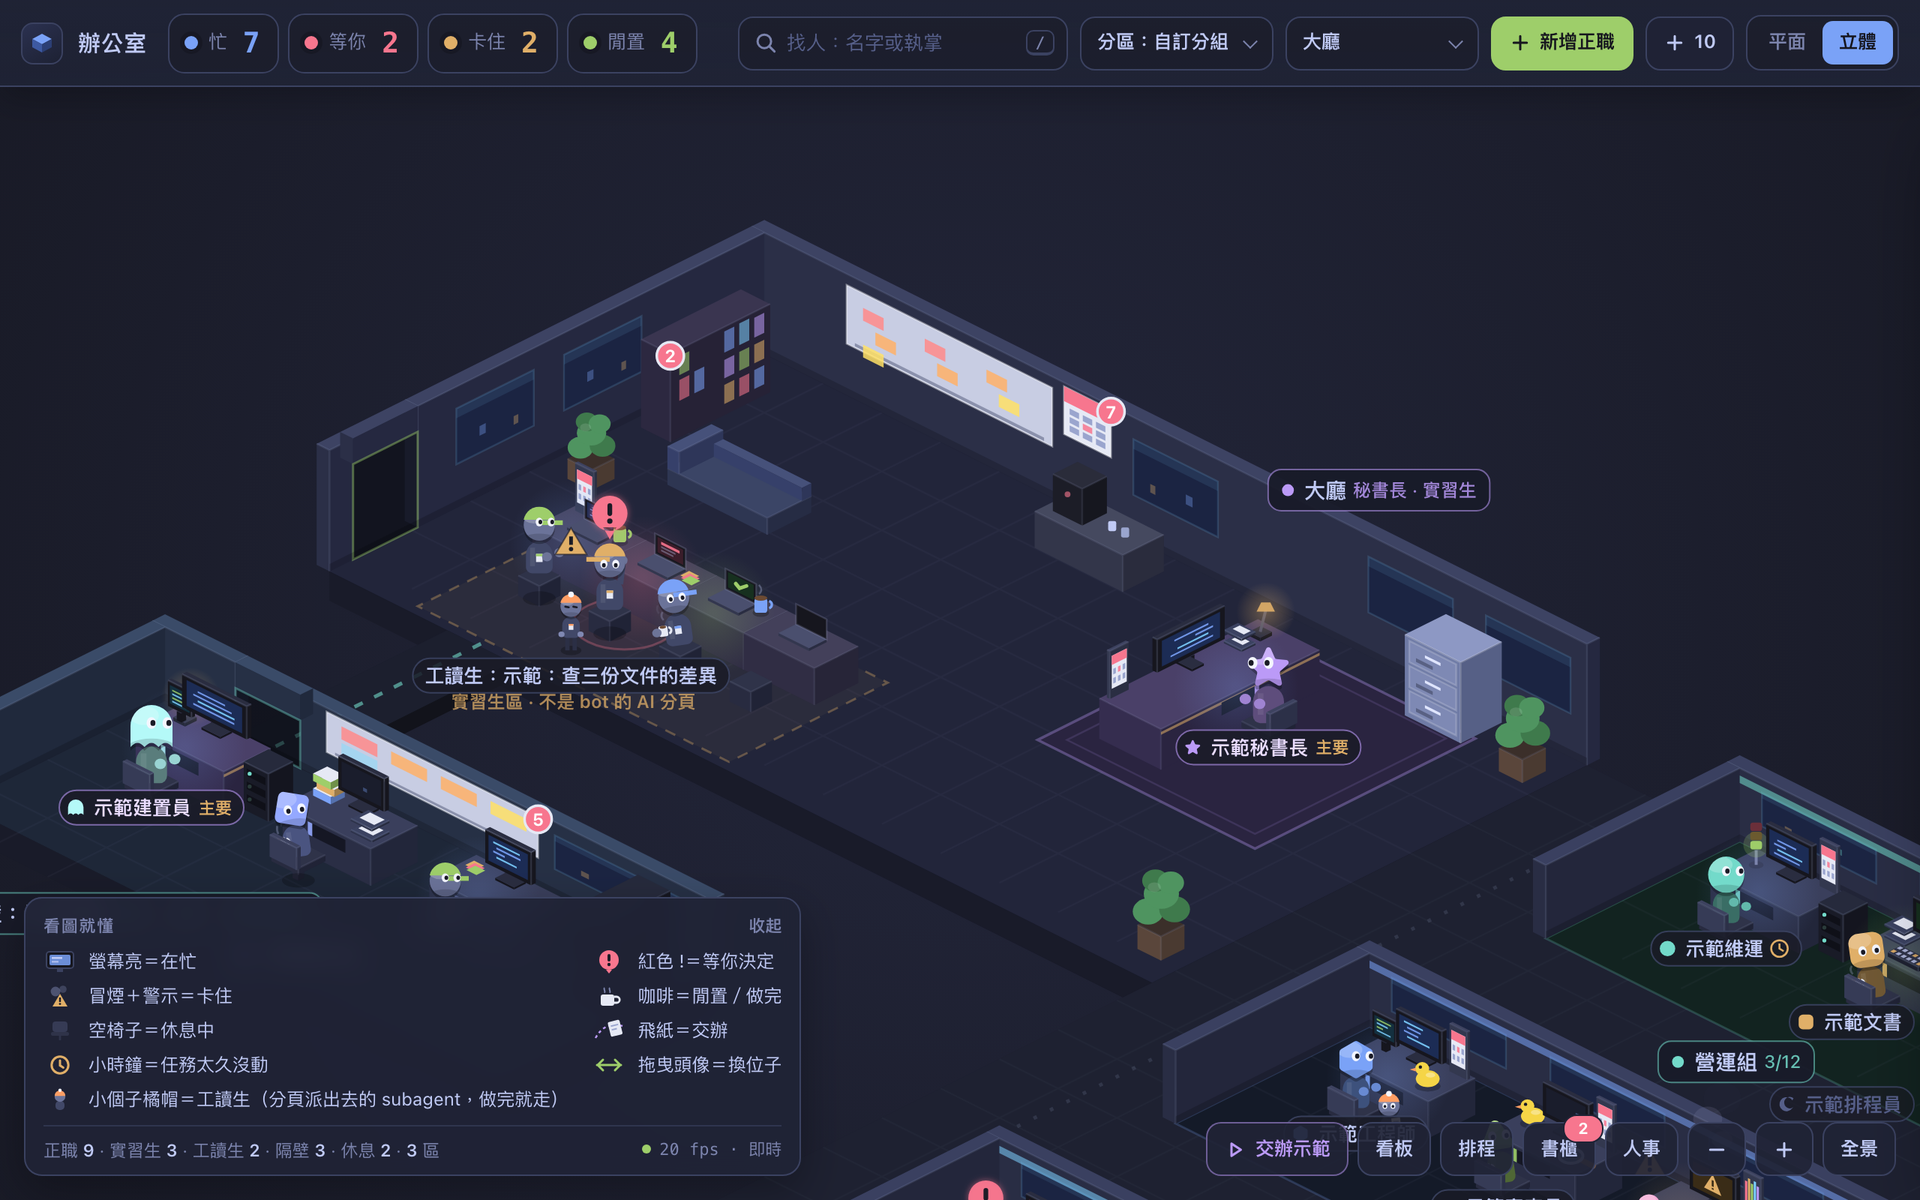 辦公室
忙 7
等你 2
卡住 2
閒置 4
找人：名字或執掌 /
分區：自訂分組
大廳
+ 新增正職
+ 10
平面 立體
2
7
大廳 秘書長 · 實習生
工讀生：示範：查三份文件的差異
實習生區 · 不是 bot 的 AI 分頁
示範秘書長 主要
示範建置員 主要
5
示範維運
示範文書
營運組 3/12
示範排程員
看圖就懂 收起
螢幕亮＝在忙
紅色 !＝等你決定
冒煙＋警示＝卡住
咖啡＝閒置 / 做完
空椅子＝休息中
飛紙＝交辦
小時鐘＝任務太久沒動
拖曳頭像＝換位子
小個子橘帽＝工讀生（分頁派出去的 subagent，做完就走）
正職 9 · 實習生 3 · 工讀生 2 · 隔壁 3 · 休息 2 · 3 區
20 fps · 即時
交辦示範
看板
排程
書櫃 2
人事
−
+
全景